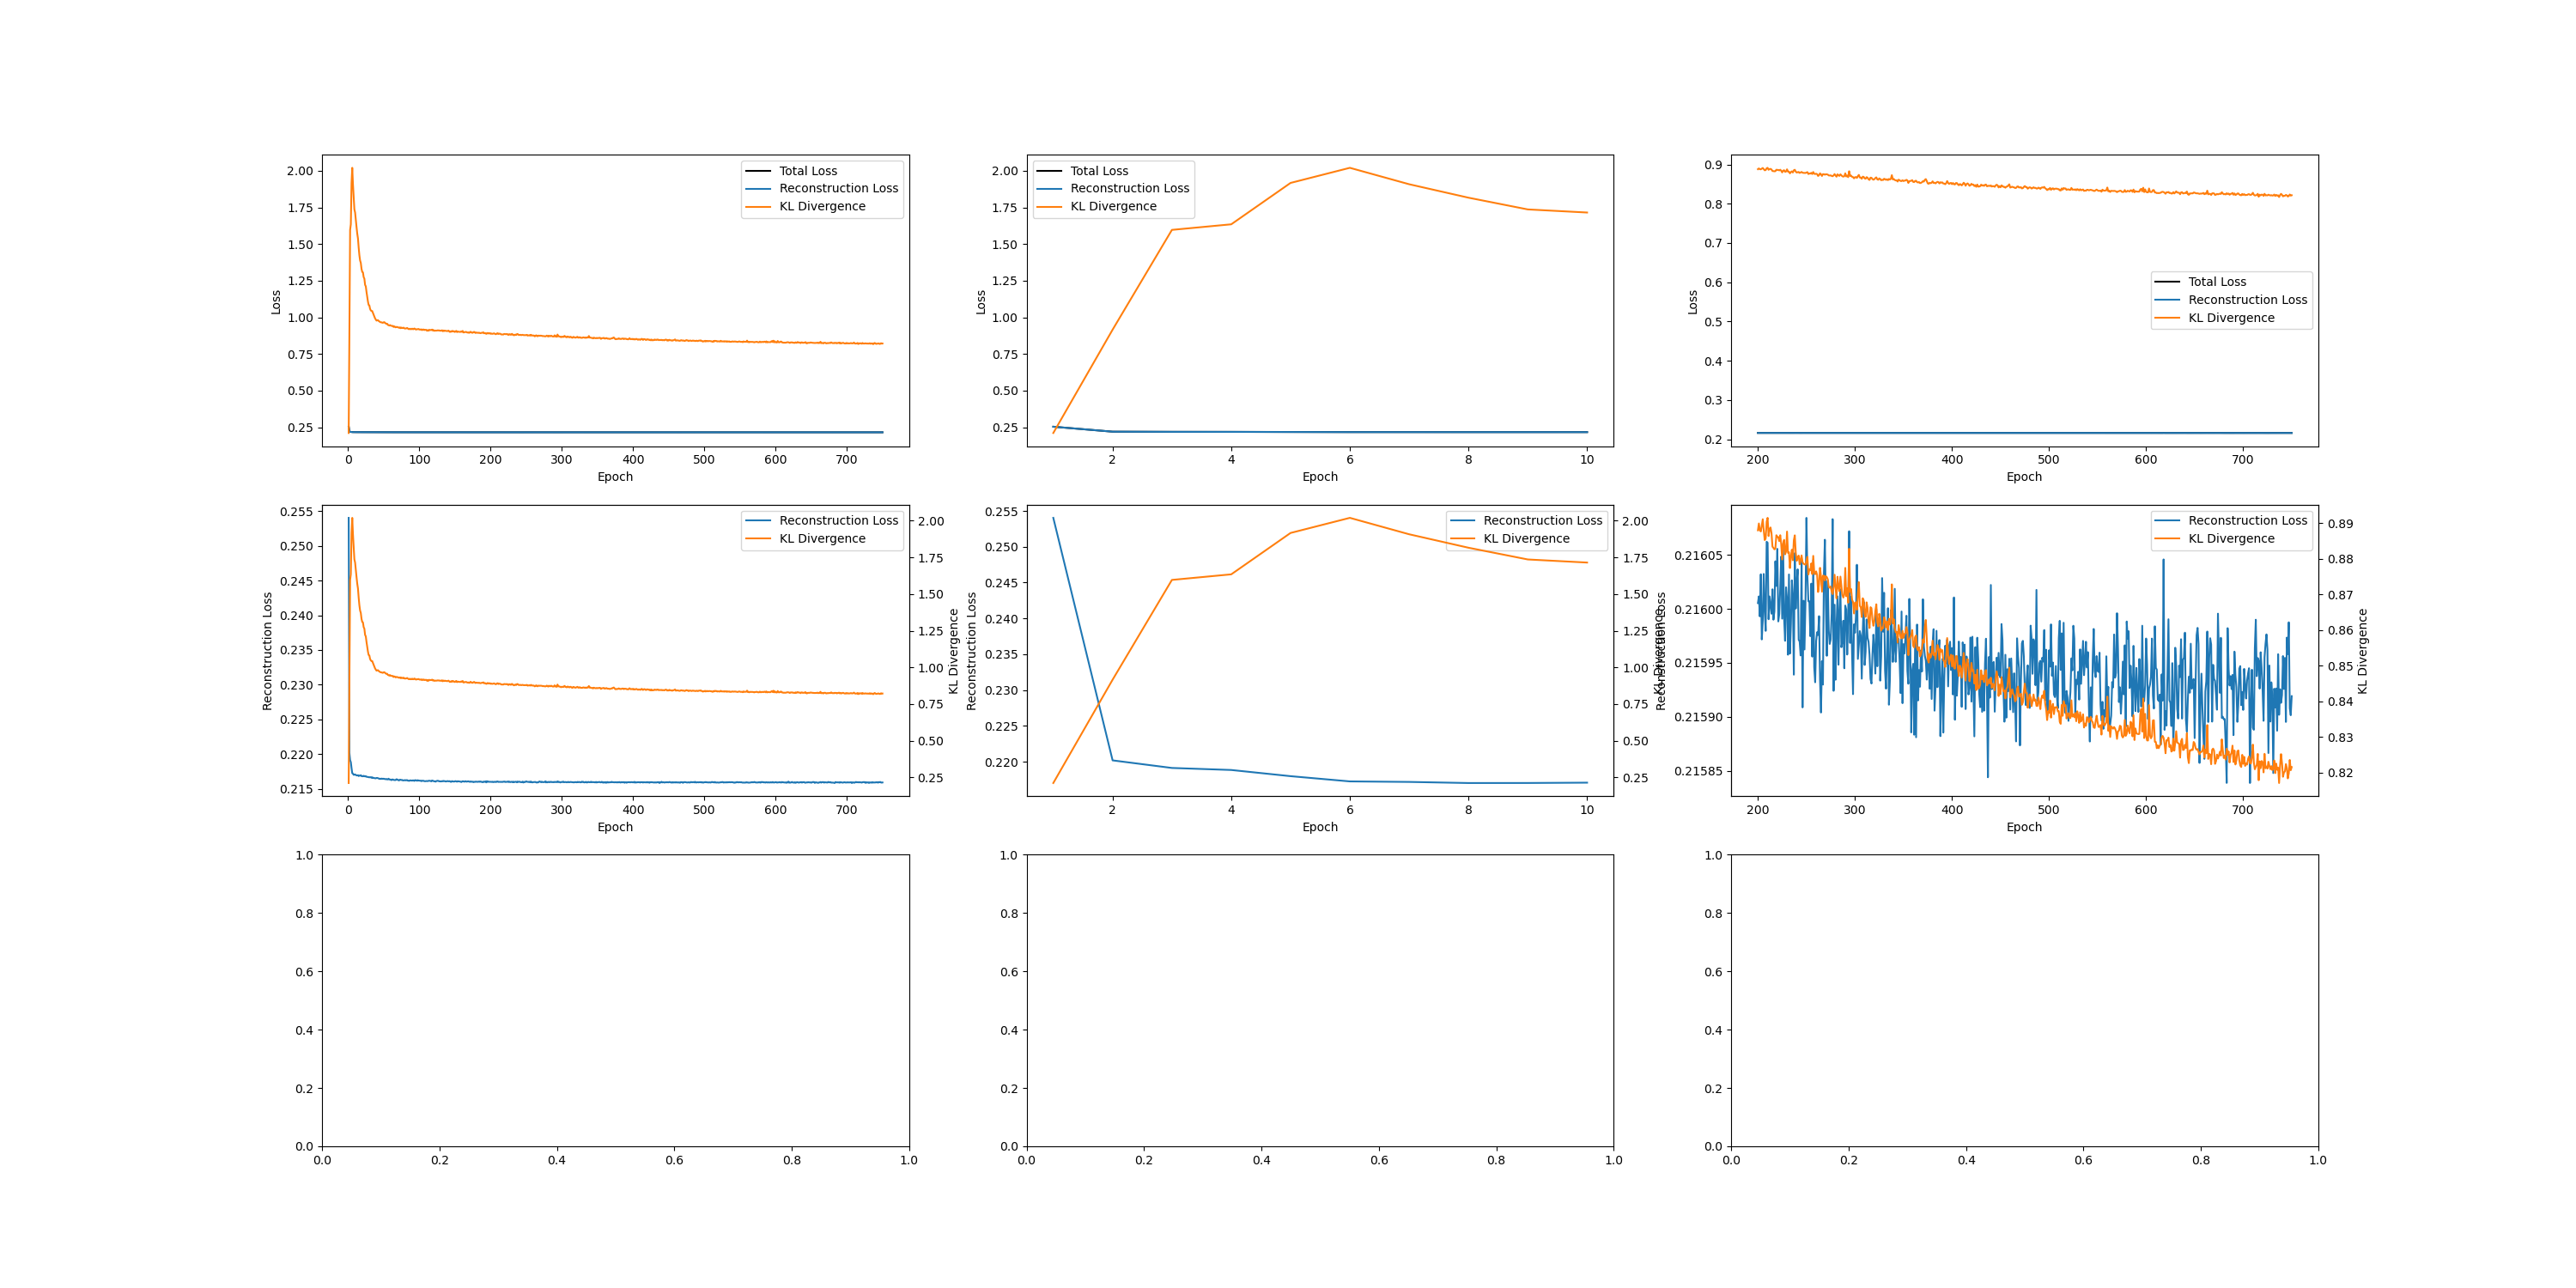 2.00
1.75
1.50
1.25
1.00
0.75
0.50
0.25
Loss
0 100 200 300 400 500 600 700
Epoch
Total Loss
Reconstruction Loss
KL Divergence
2.00
1.75
1.50
1.25
1.00
0.75
0.50
0.25
Loss
2 4 6 8 10
Epoch
Total Loss
Reconstruction Loss
KL Divergence
0.9
0.8
0.7
0.6
0.5
0.4
0.3
0.2
Loss
200 300 400 500 600 700
Epoch
Total Loss
Reconstruction Loss
KL Divergence
0.255
0.250
0.245
0.240
0.235
0.230
0.225
0.220
0.215
Reconstruction Loss
0 100 200 300 400 500 600 700
Epoch
Reconstruction Loss
KL Divergence
2.00
1.75
1.50
1.25
1.00
0.75
0.50
0.25
KL Divergence
0.255
0.250
0.245
0.240
0.235
0.230
0.225
0.220
Reconstruction Loss
2 4 6 8 10
Epoch
Reconstruction Loss
KL Divergence
2.00
1.75
1.50
1.25
1.00
0.75
0.50
0.25
KL Divergence
0.21605
0.21600
0.21595
0.21590
0.21585
Reconstruction Loss
200 300 400 500 600 700
Epoch
Reconstruction Loss
KL Divergence
0.89
0.88
0.87
0.86
0.85
0.84
0.83
0.82
KL Divergence
1.0
0.8
0.6
0.4
0.2
0.0
0.0 0.2 0.4 0.6 0.8 1.0
1.0
0.8
0.6
0.4
0.2
0.0
0.0 0.2 0.4 0.6 0.8 1.0
1.0
0.8
0.6
0.4
0.2
0.0
0.0 0.2 0.4 0.6 0.8 1.0